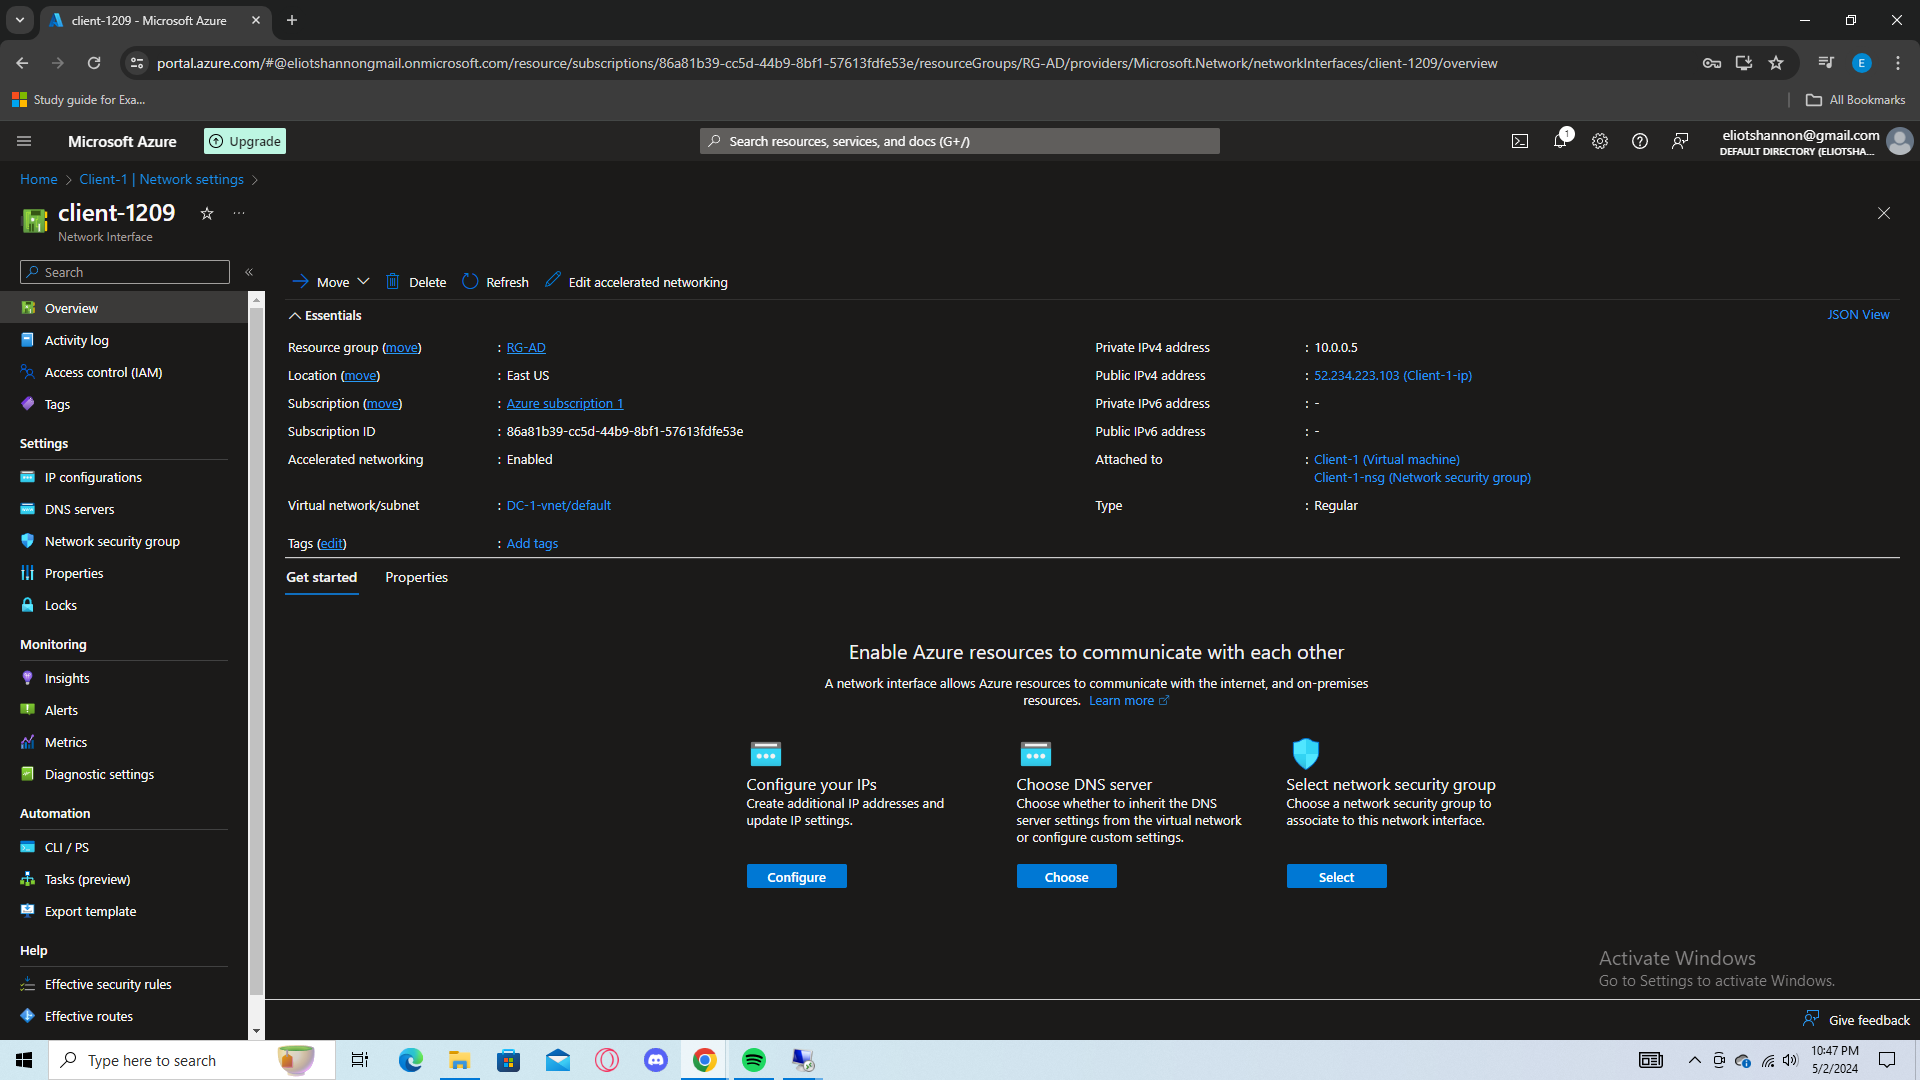 client-1209 - Microsoft Azure
portal.azure.com/#@eliotshannongmail.onmicrosoft.com/resource/subscriptions/86a81b39-cc5d-44b9-8bf1-57613fdfe53e/resourceGroups/RG-AD/providers/Microsoft.Network/networkInterfaces/client-1209/overview
E
Study guide for Exa...
All Bookmarks
Microsoft Azure
Upgrade
Search resources, services, and docs (G+/)
1
eliotshannon@gmail.com
DEFAULT DIRECTORY (ELIOTSHA...
Home > Client-1 | Network settings >
client-1209
Network Interface
Search
Overview
Activity log
Access control (IAM)
Tags
Settings
IP configurations
DNS servers
Network security group
Properties
Locks
Monitoring
Insights
Alerts
Metrics
Diagnostic settings
Automation
CLI / PS
Tasks (preview)
Export template
Help
Effective security rules
Effective routes
Move
Delete
Refresh
Edit accelerated networking
Essentials
JSON View
Resource group (move) : RG-AD
Location (move) : East US
Subscription (move) : Azure subscription 1
Subscription ID : 86a81b39-cc5d-44b9-8bf1-57613fdfe53e
Accelerated networking : Enabled
Virtual network/subnet : DC-1-vnet/default
Tags (edit) : Add tags
Private IPv4 address : 10.0.0.5
Public IPv4 address : 52.234.223.103 (Client-1-ip)
Private IPv6 address : -
Public IPv6 address : -
Attached to : Client-1 (Virtual machine)
Client-1-nsg (Network security group)
Type : Regular
Get started
Properties
Enable Azure resources to communicate with each other
A network interface allows Azure resources to communicate with the internet, and on-premises
resources. Learn more
Configure your IPs
Create additional IP addresses and
update IP settings.
Configure
Choose DNS server
Choose whether to inherit the DNS
server settings from the virtual network
or configure custom settings.
Choose
Select network security group
Choose a network security group to
associate to this network interface.
Select
Activate Windows
Go to Settings to activate Windows.
Give feedback
Type here to search
10:47 PM
5/2/2024